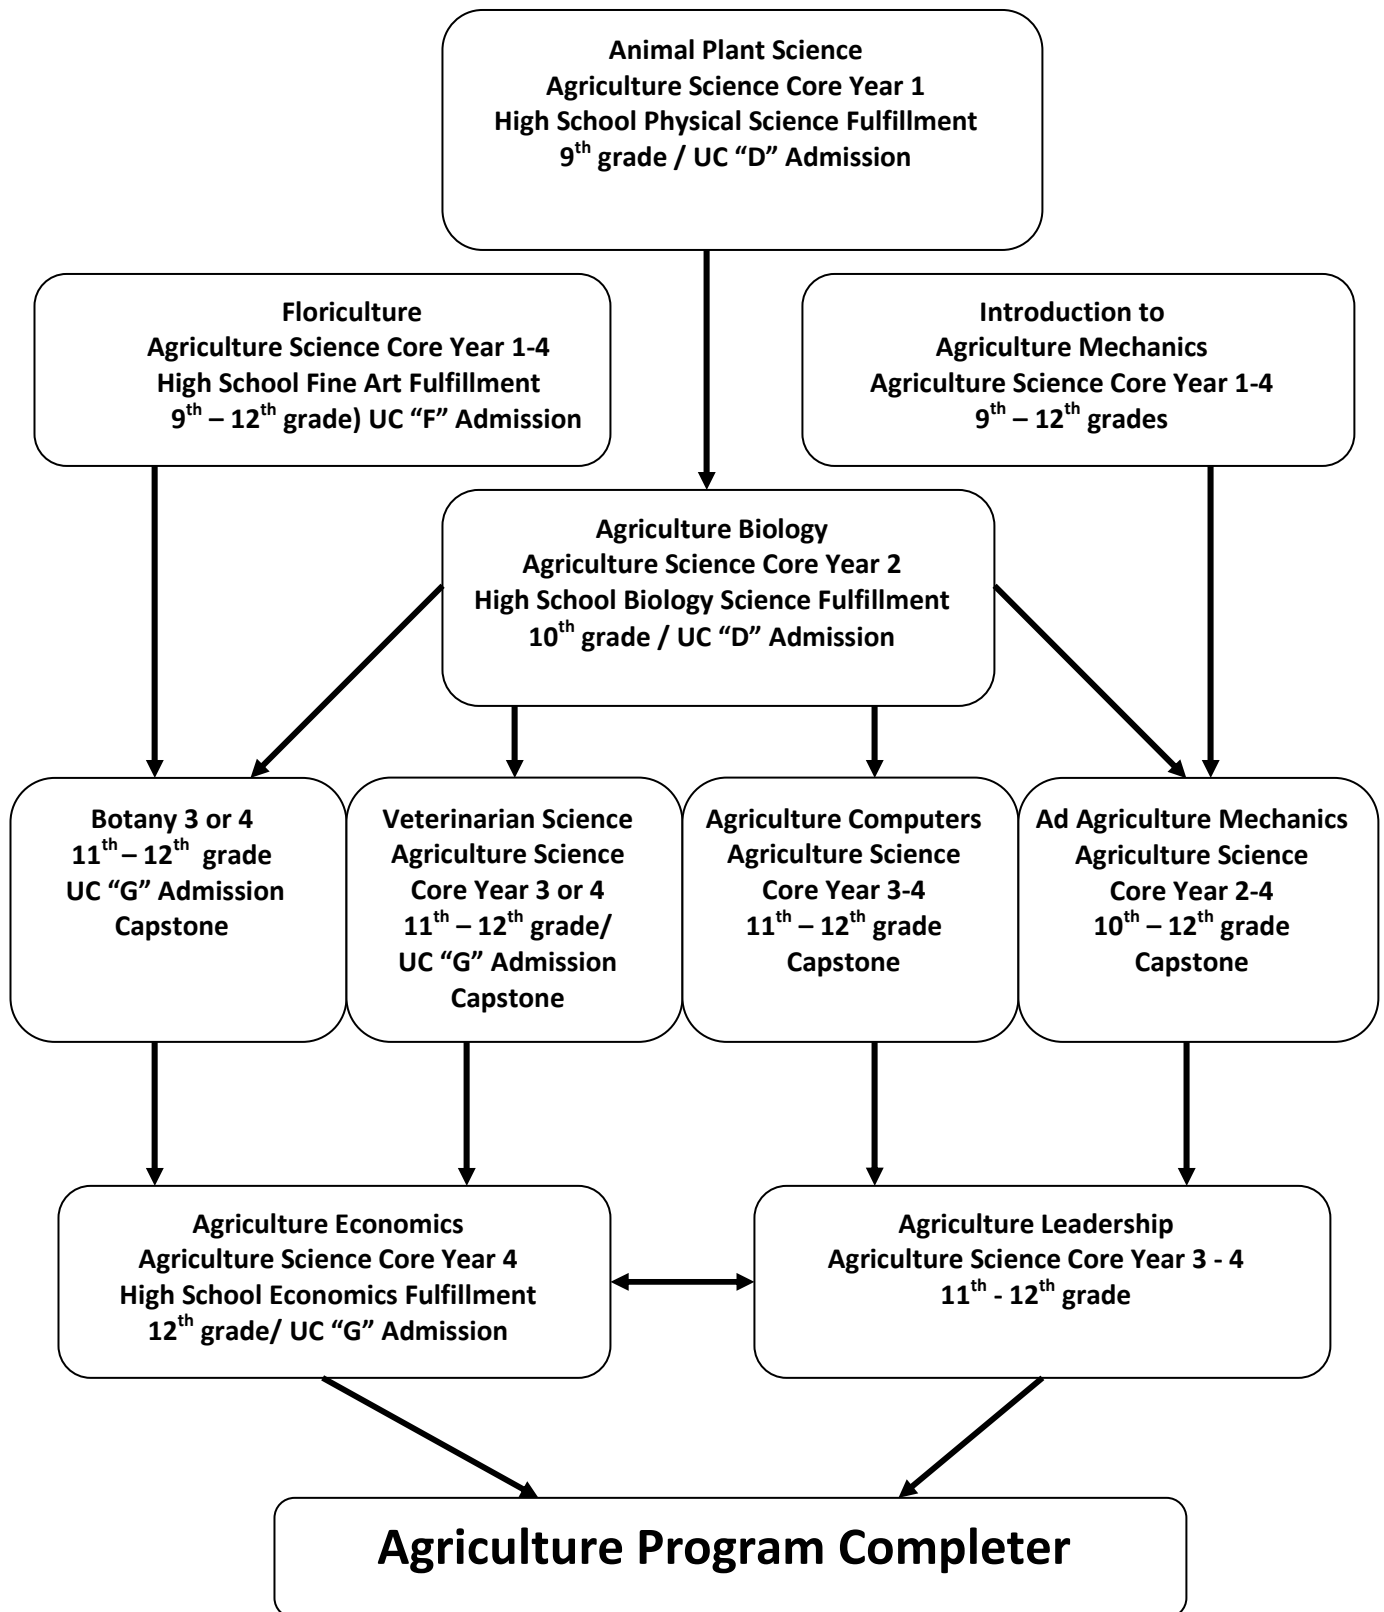 Animal Plant Science
Agriculture Science Core Year 1
High School Physical Science Fulfillment
9th grade / UC “D” Admission
Floriculture
Agriculture Science Core Year 1-4
High School Fine Art Fulfillment
9th – 12th grade) UC “F” Admission
Introduction to
Agriculture Mechanics
Agriculture Science Core Year 1-4
9th – 12th grades
Agriculture Biology
Agriculture Science Core Year 2
High School Biology Science Fulfillment
10th grade / UC “D” Admission
Botany 3 or 4
11th – 12th grade
UC “G” Admission
Capstone
Veterinarian Science
Agriculture Science
Core Year 3 or 4
11th – 12th grade/
UC “G” Admission
Capstone
Agriculture Computers
Agriculture Science
Core Year 3-4
11th – 12th grade
Capstone
Ad Agriculture Mechanics
Agriculture Science
Core Year 2-4
10th – 12th grade
Capstone
Agriculture Economics
Agriculture Science Core Year 4
High School Economics Fulfillment
12th grade/ UC “G” Admission
Agriculture Leadership
Agriculture Science Core Year 3 - 4
11th - 12th grade
Agriculture Program Completer